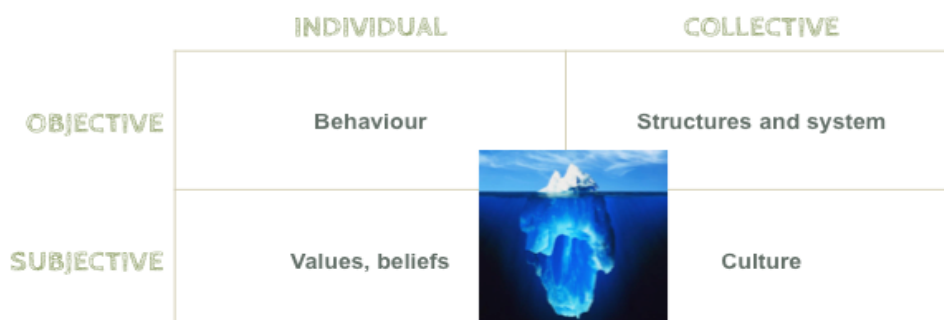 INDIVIDUAL COLLECTIVE
OBJECTIVE Behaviour Structures and system
SUBJECTIVE Values, beliefs Culture